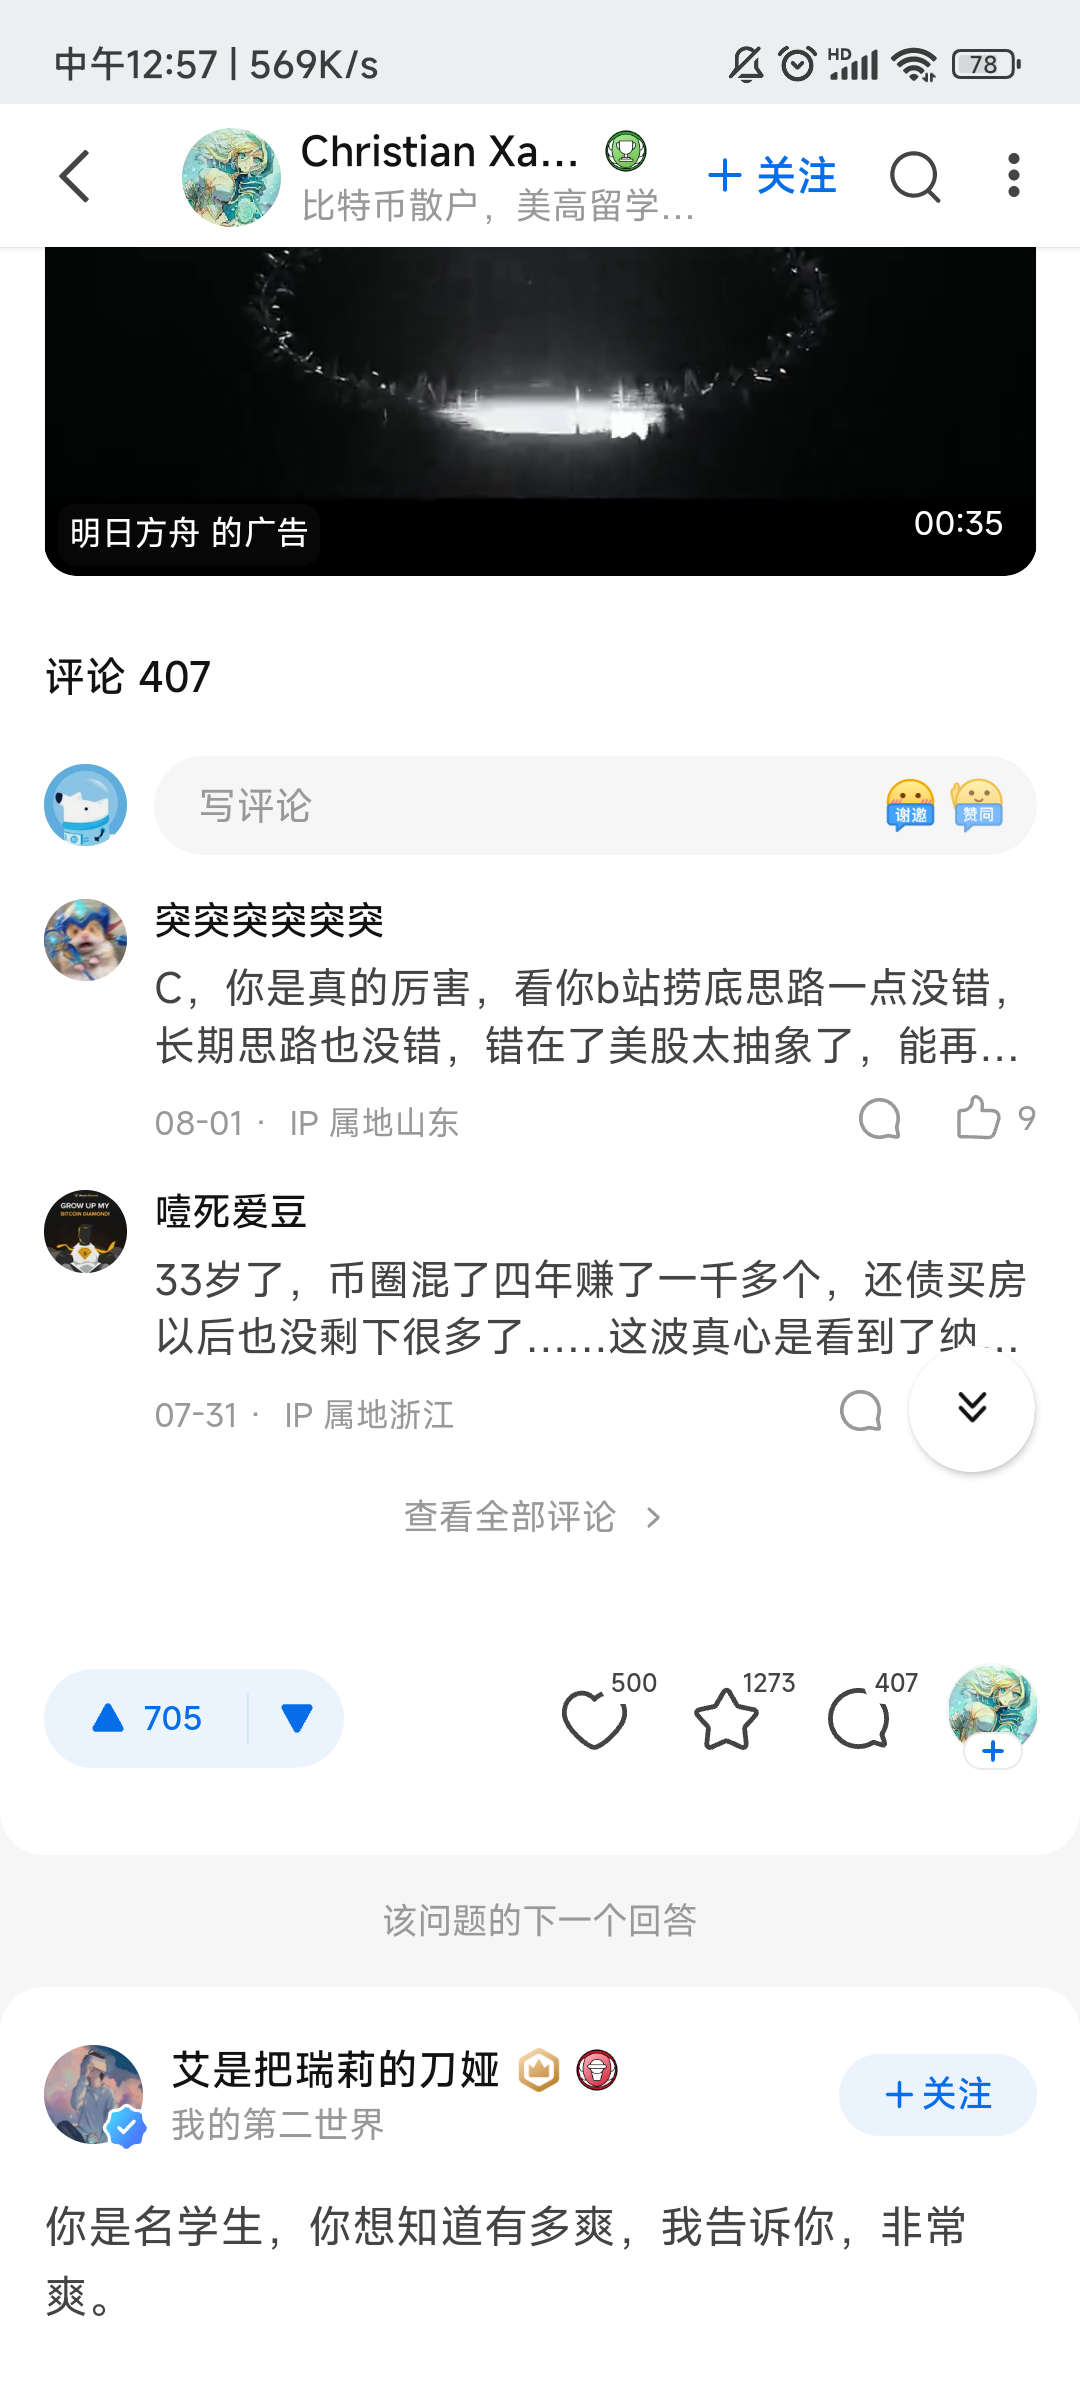 中午12:57 | 569K/s
HD
78
Christian Xa...
比特币散户，美高留学...
+ 关注
明日方舟 的广告
00:35
评论 407
写评论
谢邀
赞同
突突突突突突
C，你是真的厉害，看你b站捞底思路一点没错，
长期思路也没错，错在了美股太抽象了，能再...
08-01 · IP 属地山东
9
GROW UP MY
BITCOIN DIAMOND!
噎死爱豆
33岁了，币圈混了四年赚了一千多个，还债买房
以后也没剩下很多了......这波真心是看到了纳...
07-31 · IP 属地浙江
查看全部评论 >
705
500
1273
407
该问题的下一个回答
艾是把瑞莉的刀娅
我的第二世界
+关注
你是名学生，你想知道有多爽，我告诉你，非常
爽。